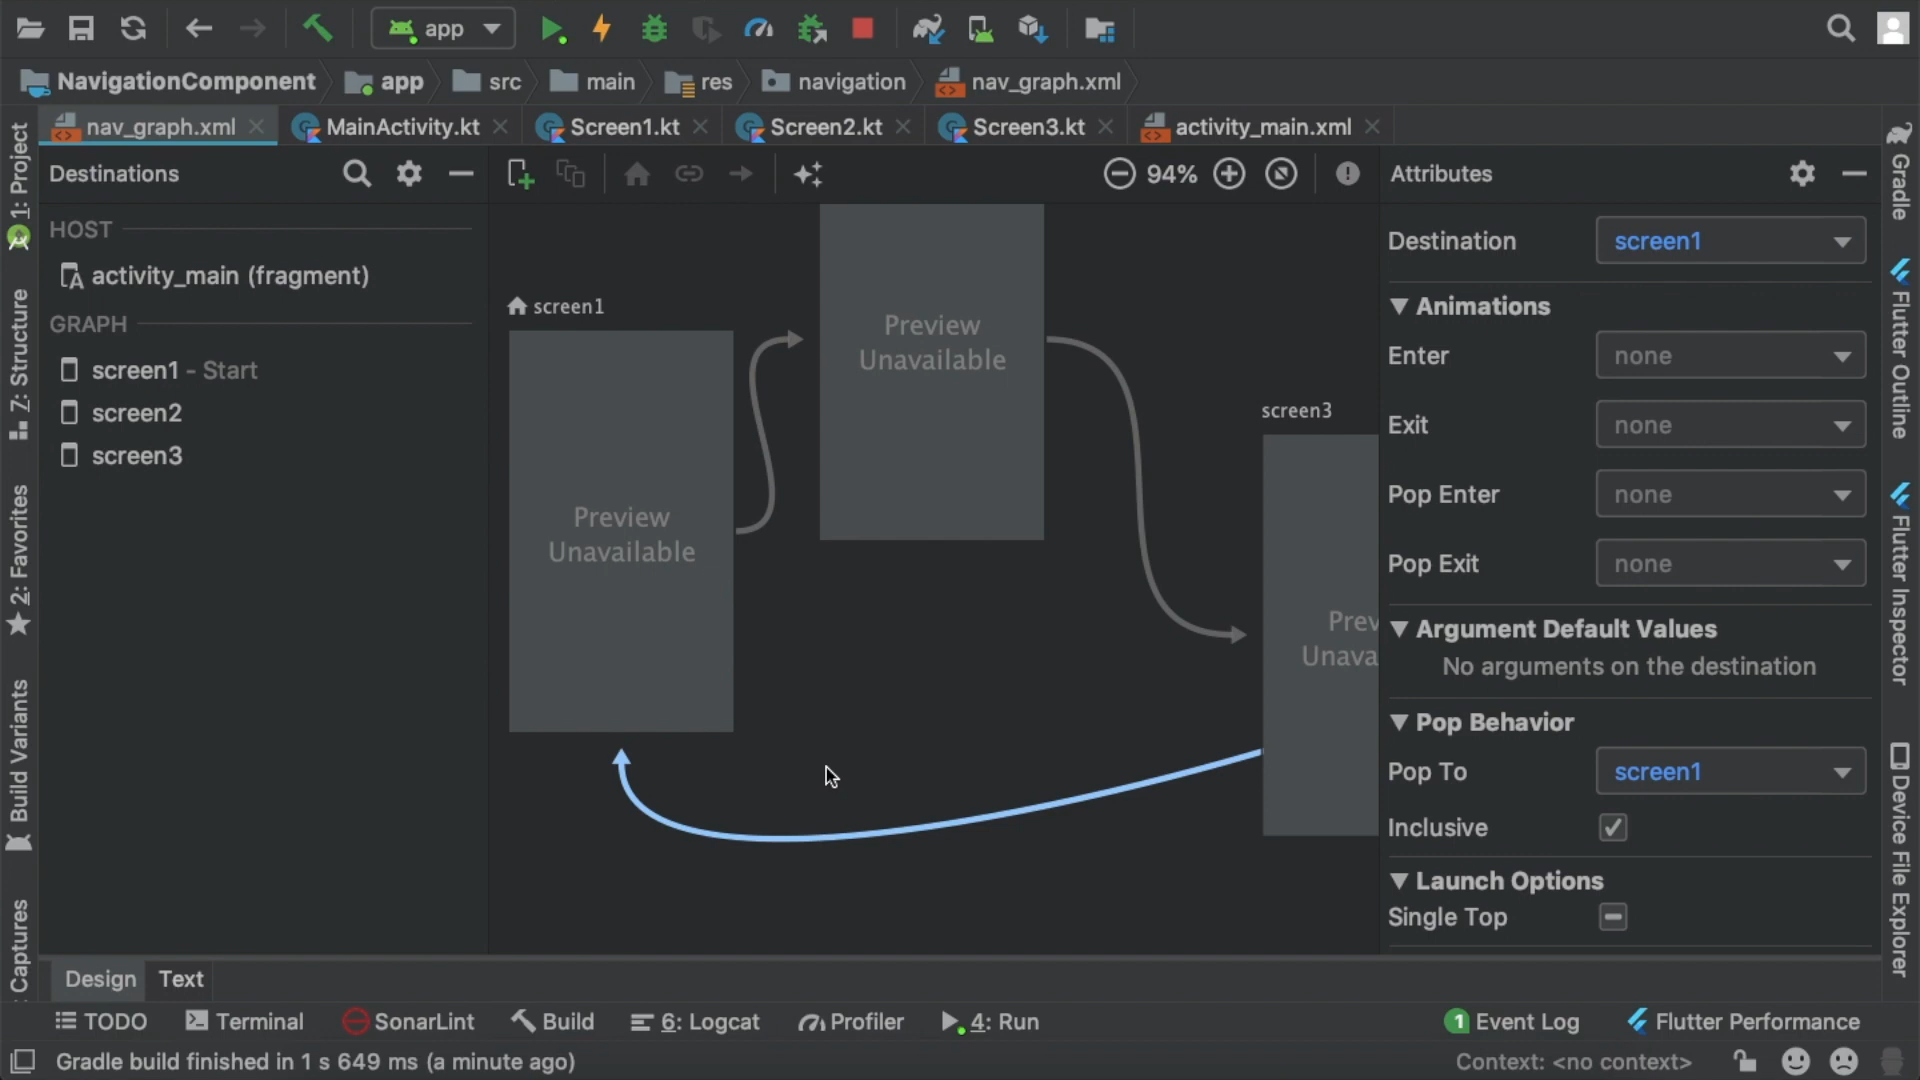 app
NavigationComponent app src main res navigation nav_graph.xml
nav_graph.xml MainActivity.kt Screen1.kt Screen2.kt Screen3.kt activity_main.xml
Destinations
94%
Attributes
HOST
activity_main (fragment)
GRAPH
screen1 - Start
screen2
screen3
screen1
Preview
Unavailable
Preview
Unavailable
screen3
Prev
Unava
Destination screen1
Animations
Enter none
Exit none
Pop Enter none
Pop Exit none
Argument Default Values
No arguments on the destination
Pop Behavior
Pop To screen1
Inclusive
Launch Options
Single Top
1: Project
Z: Structure
2: Favorites
Build Variants
Captures
Gradle
Flutter Outline
Flutter Inspector
Device File Explorer
Design Text
TODO Terminal SonarLint Build 6: Logcat Profiler 4: Run 1 Event Log Flutter Performance
Gradle build finished in 1 s 649 ms (a minute ago) Context: <no context>